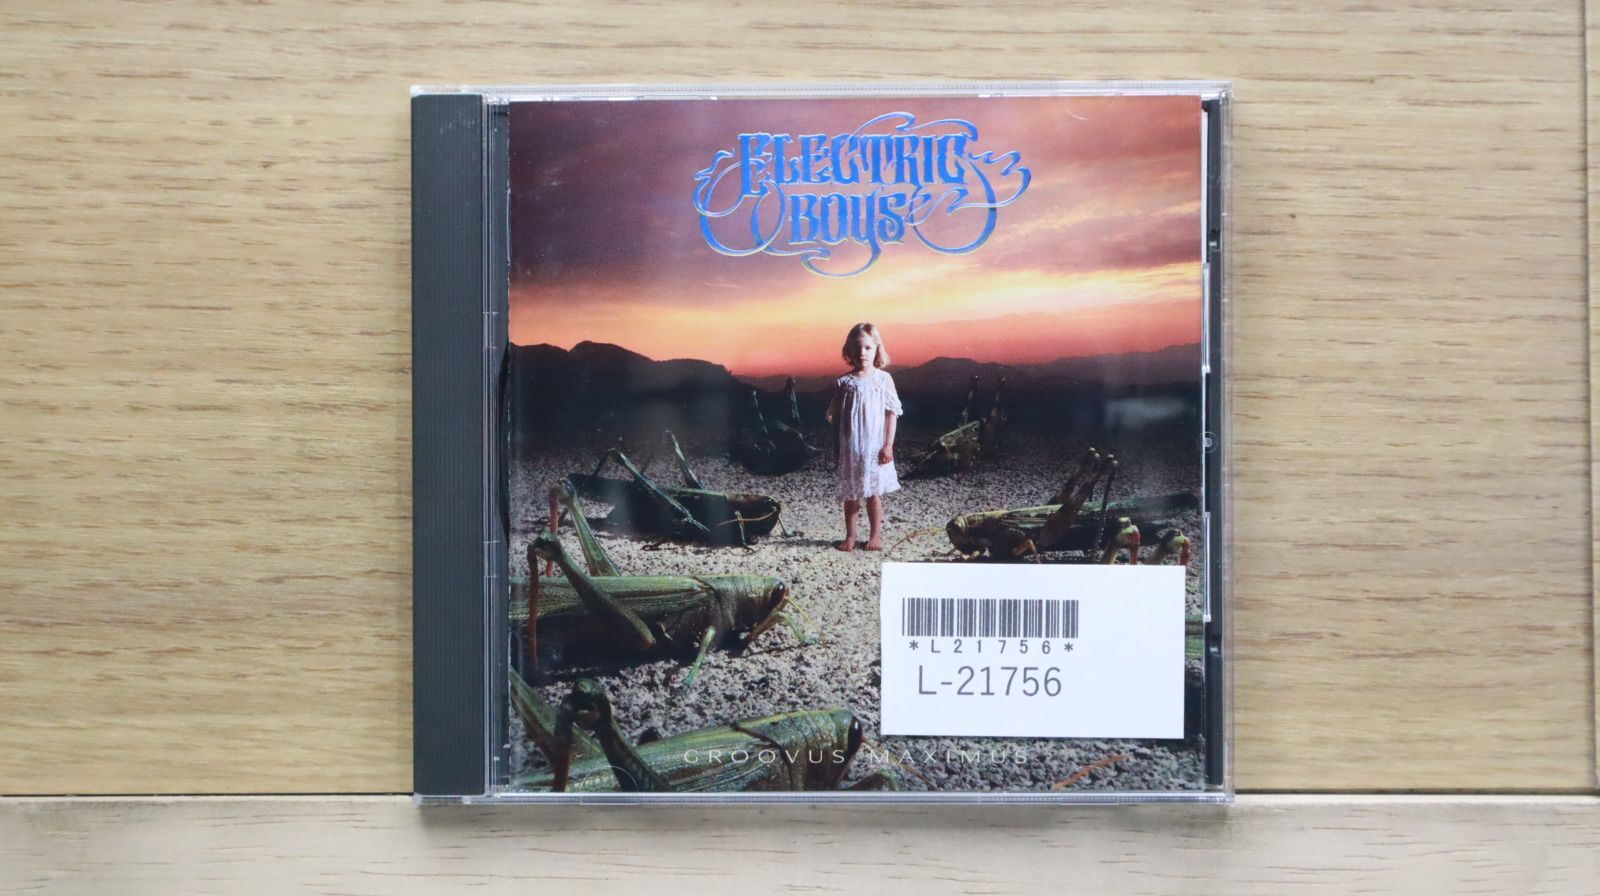 ELECTRIC
BOYS
*L21756*
L-21756
GROOVUS MAXIMUS